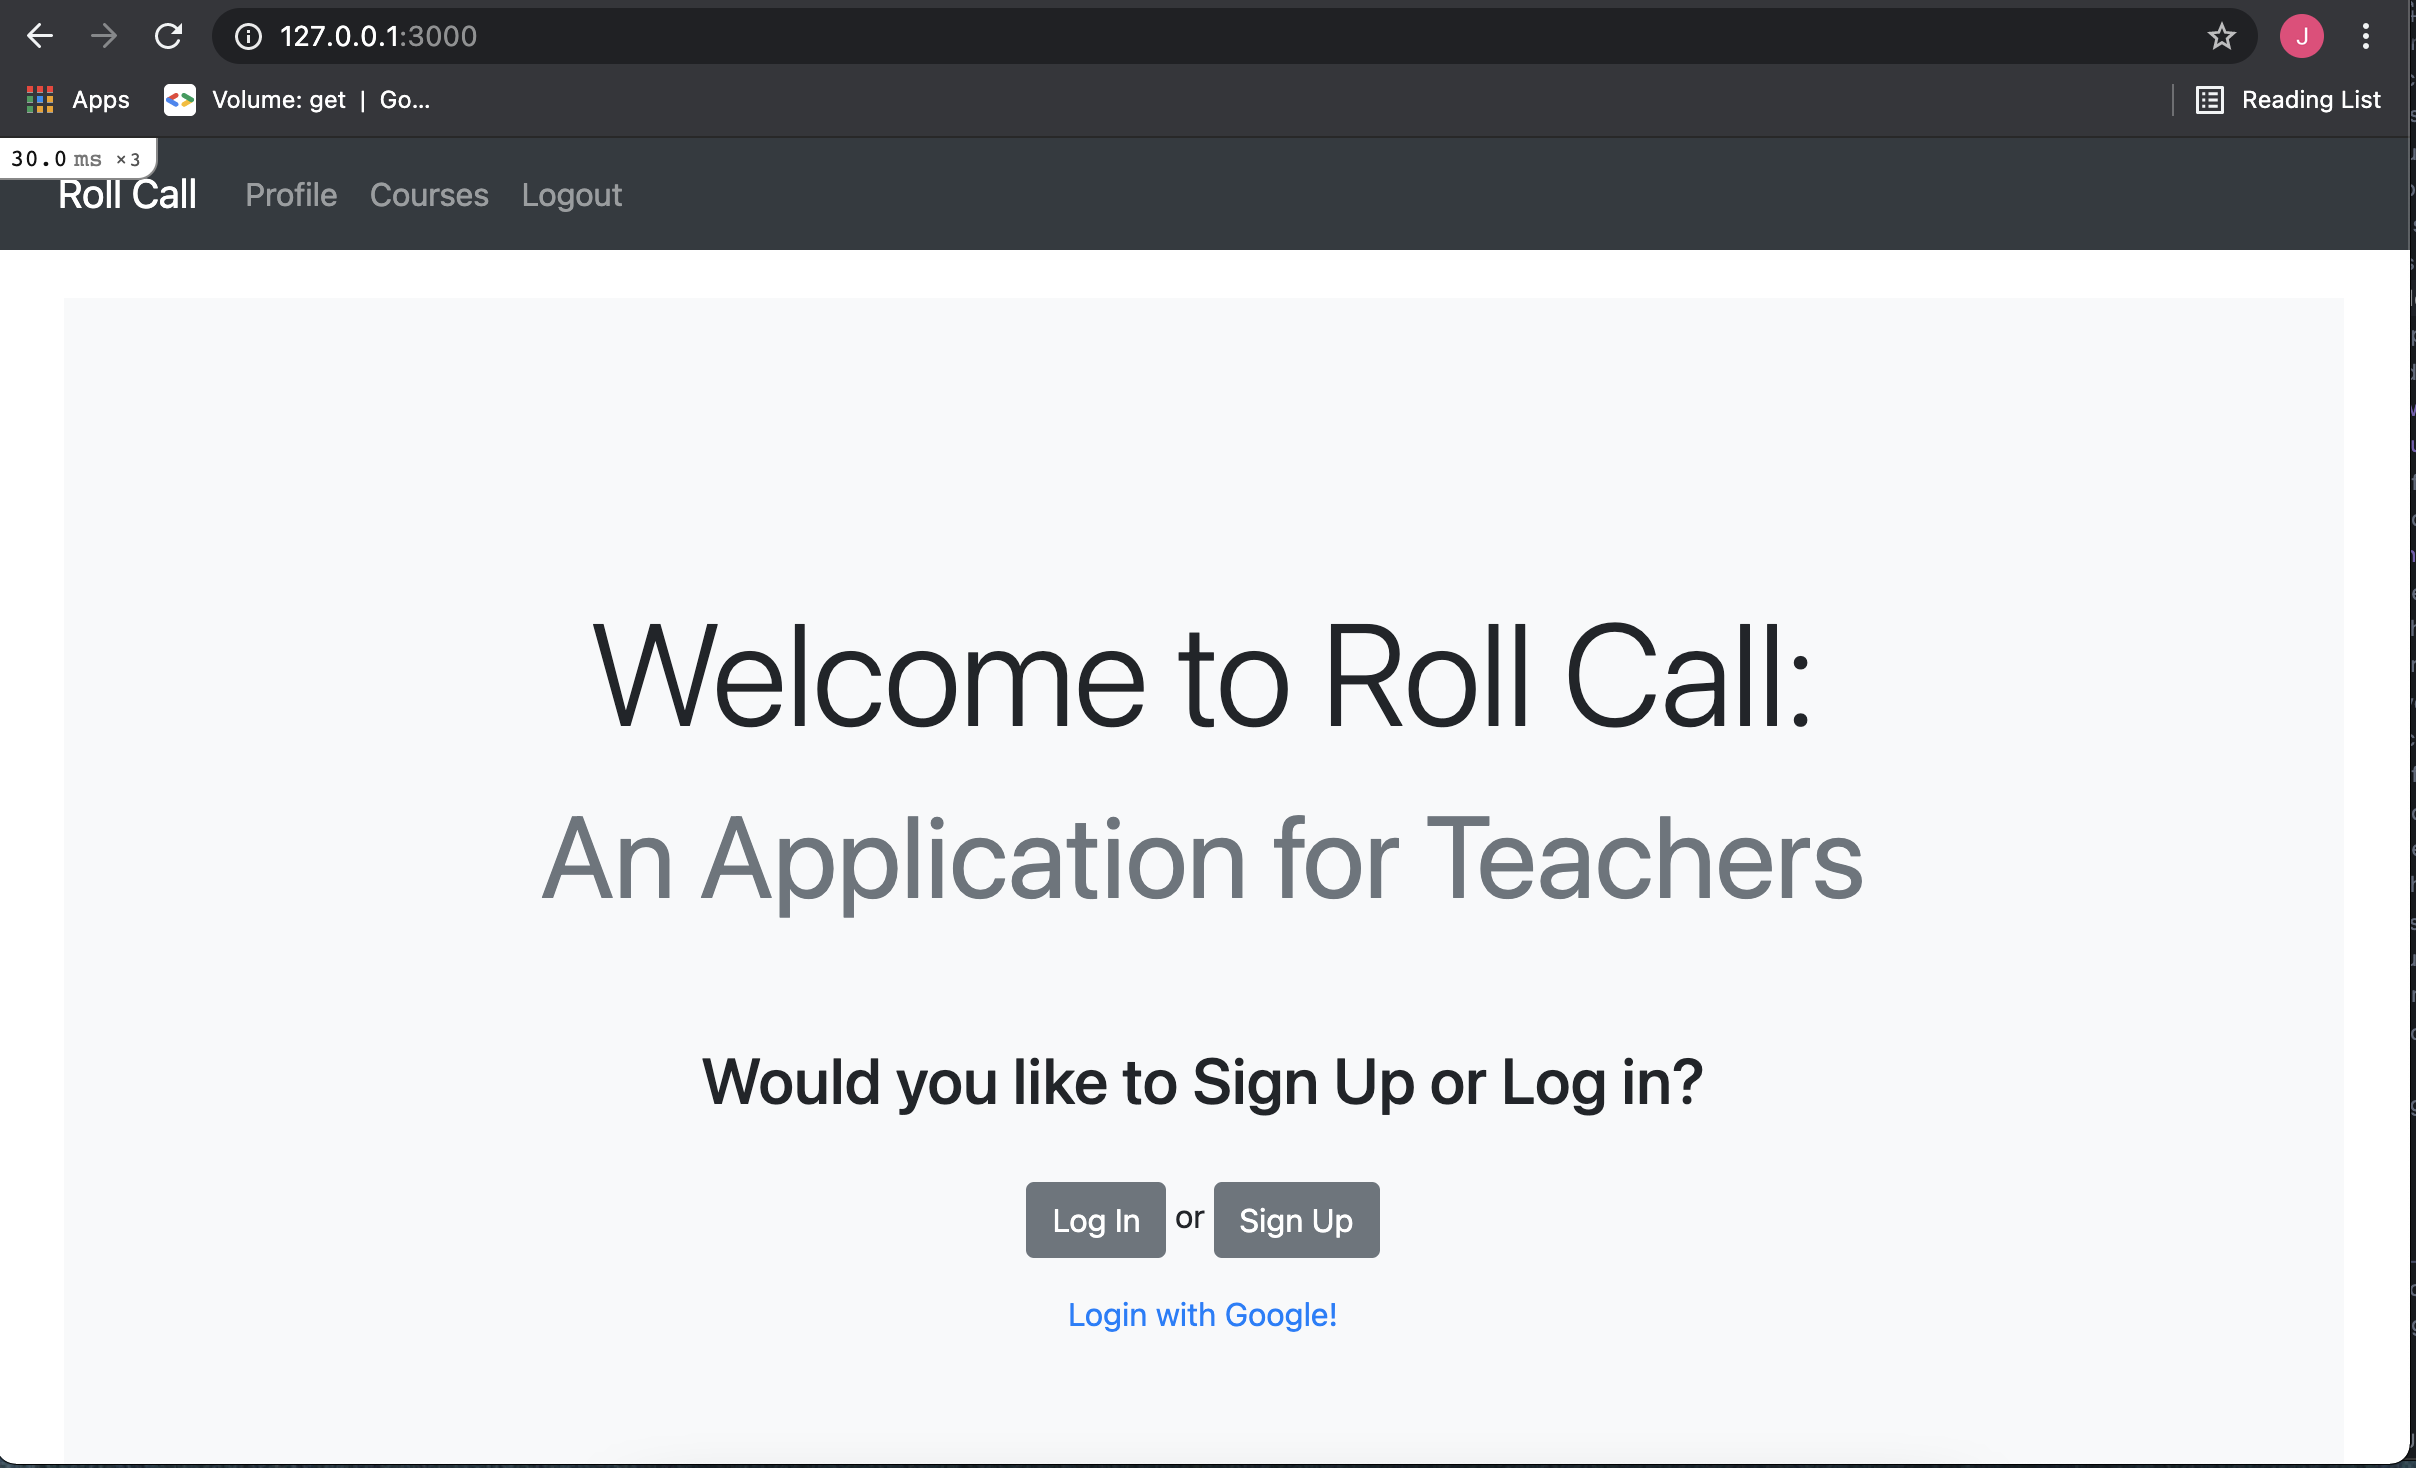 127.0.0.1:3000
J
Apps Volume: get | Go... Reading List
30.0 ms ×3
Roll Call Profile Courses Logout
Welcome to Roll Call:
An Application for Teachers
Would you like to Sign Up or Log in?
Log In or Sign Up
Login with Google!